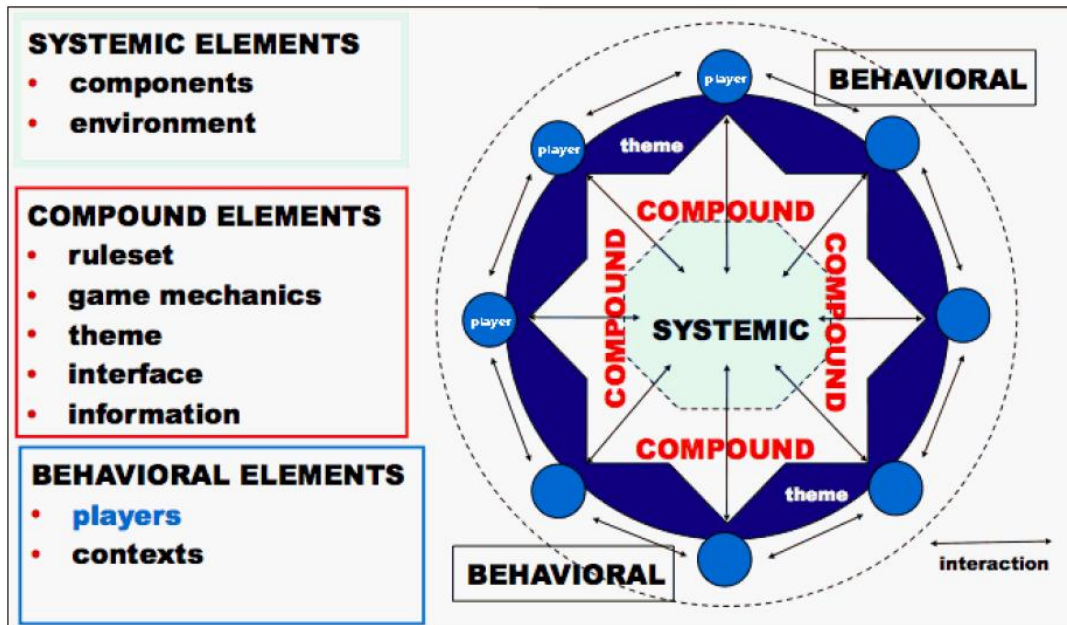 SYSTEMIC ELEMENTS
• components
• environment
COMPOUND ELEMENTS
• ruleset
• game mechanics
• theme
• interface
• information
BEHAVIORAL ELEMENTS
• players
• contexts
player
BEHAVIORAL
player
theme
COMPOUND
COMPOUND
COMPOUND
player
SYSTEMIC
COMPOUND
theme
BEHAVIORAL
interaction